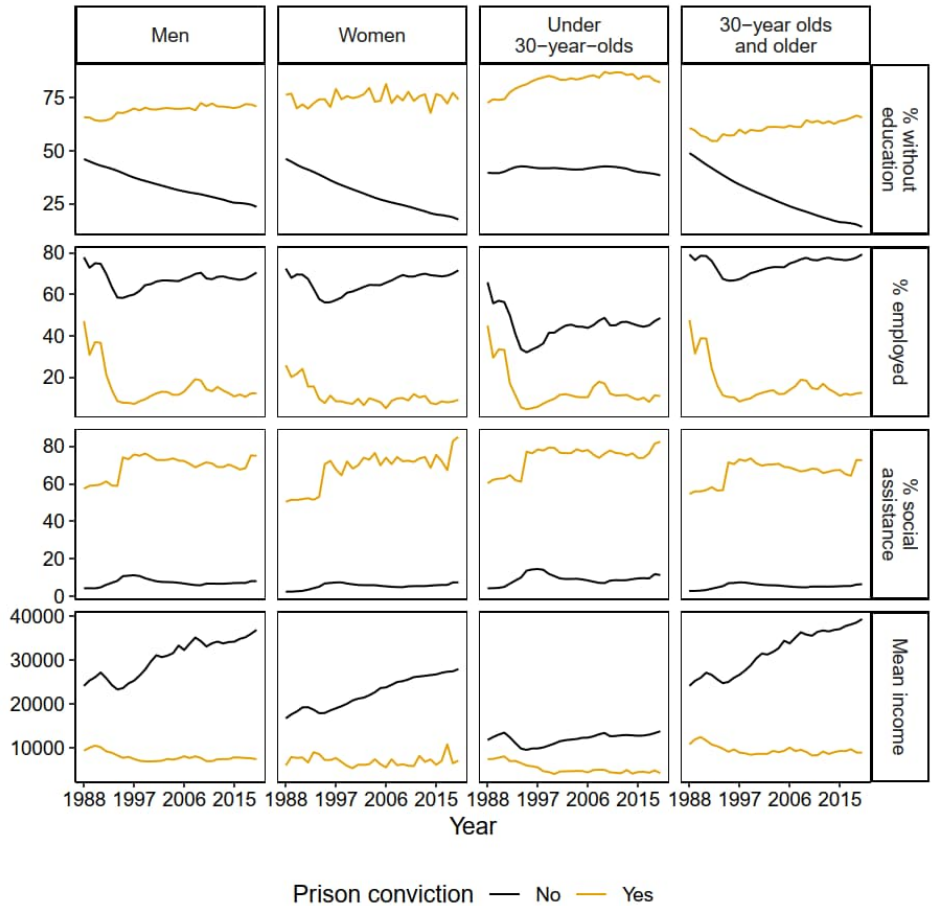 Men
Women
Under
30−year−olds
30−year olds
and older
75
50
25
% without
education
80
60
40
20
% employed
80
60
40
20
0
% social
assistance
40000
30000
20000
10000
Mean income
1988 1997 2006 2015 1988 1997 2006 2015 1988 1997 2006 2015 1988 1997 2006 2015
Year
Prison conviction No Yes